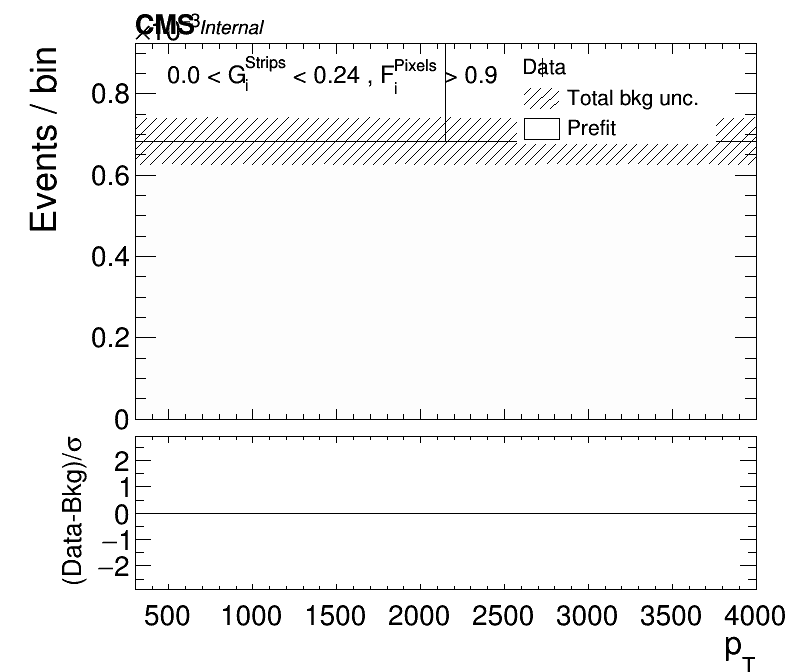 CMS Internal
×10⁻³
0.0 < G_i^Strips < 0.24 , F_i^Pixels > 0.9
Data
Total bkg unc.
Prefit
Events / bin
0.8
0.6
0.4
0.2
0
(Data-Bkg)/σ
2
1
0
−1
−2
500 1000 1500 2000 2500 3000 3500 4000
p_T